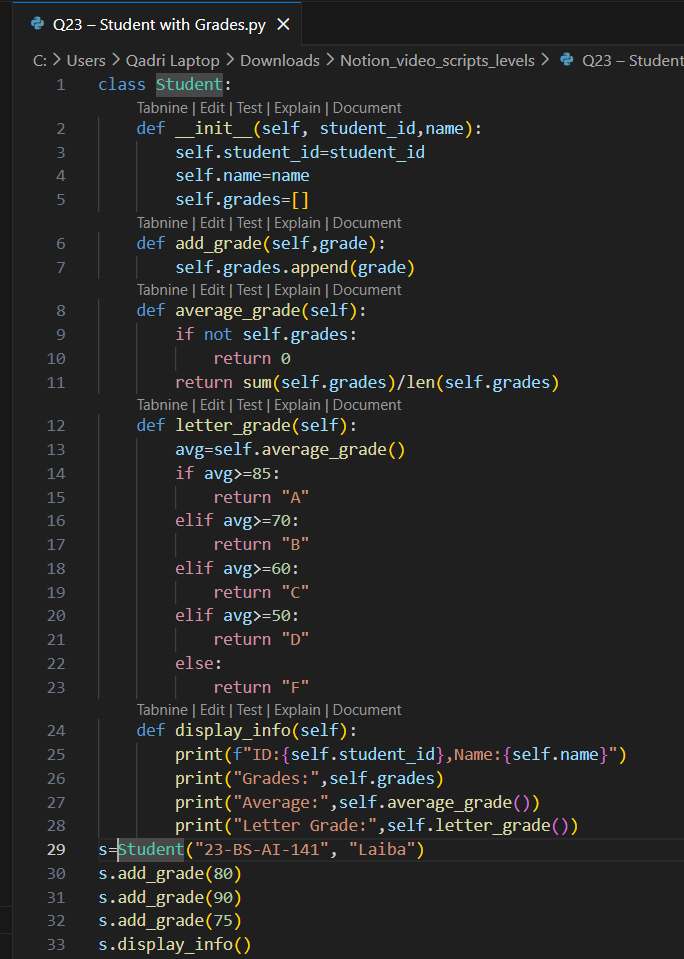 Q23 – Student with Grades.py ×
C: > Users > Qadri Laptop > Downloads > Notion_video_scripts_levels > Q23 – Student
1 class Student:
Tabnine | Edit | Test | Explain | Document
2     def __init__(self, student_id,name):
3         self.student_id=student_id
4         self.name=name
5         self.grades=[]
Tabnine | Edit | Test | Explain | Document
6     def add_grade(self,grade):
7         self.grades.append(grade)
Tabnine | Edit | Test | Explain | Document
8     def average_grade(self):
9         if not self.grades:
10             return 0
11         return sum(self.grades)/len(self.grades)
Tabnine | Edit | Test | Explain | Document
12     def letter_grade(self):
13         avg=self.average_grade()
14         if avg>=85:
15             return "A"
16         elif avg>=70:
17             return "B"
18         elif avg>=60:
19             return "C"
20         elif avg>=50:
21             return "D"
22         else:
23             return "F"
Tabnine | Edit | Test | Explain | Document
24     def display_info(self):
25         print(f"ID:{self.student_id},Name:{self.name}")
26         print("Grades:",self.grades)
27         print("Average:",self.average_grade())
28         print("Letter Grade:",self.letter_grade())
29 s=Student("23-BS-AI-141", "Laiba")
30 s.add_grade(80)
31 s.add_grade(90)
32 s.add_grade(75)
33 s.display_info()